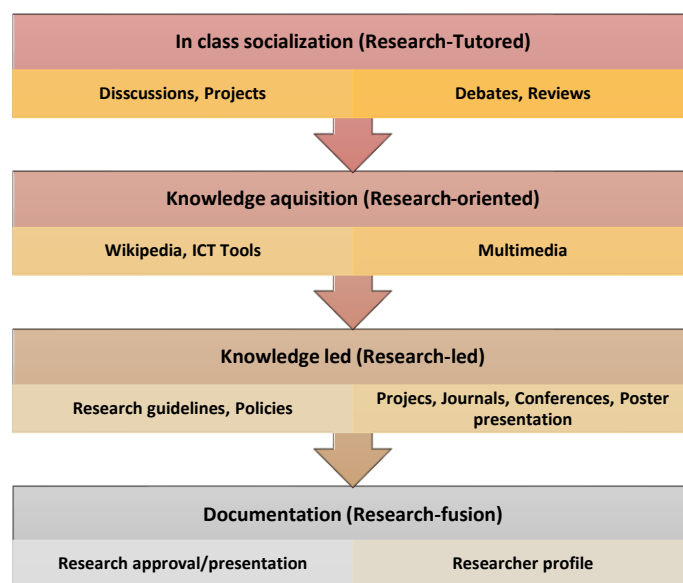 In class socialization (Research-Tutored)
Disscussions, Projects
Debates, Reviews
Knowledge aquisition (Research-oriented)
Wikipedia, ICT Tools
Multimedia
Knowledge led (Research-led)
Research guidelines, Policies
Projecs, Journals, Conferences, Poster
presentation
Documentation (Research-fusion)
Research approval/presentation
Researcher profile